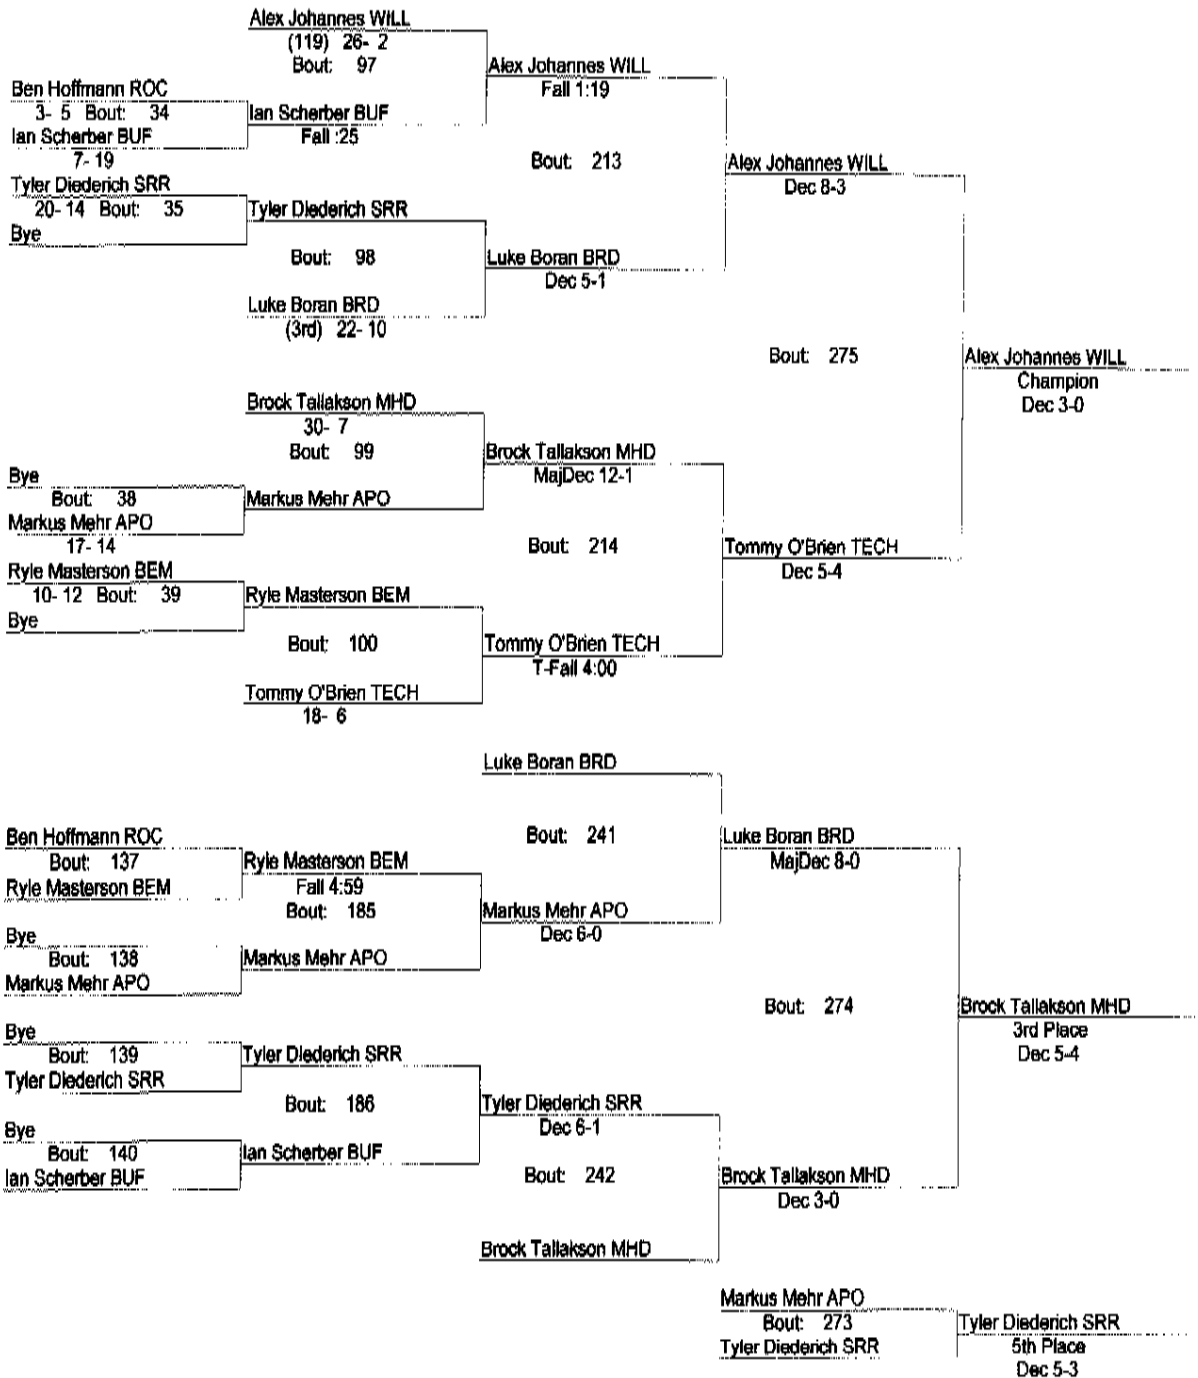 Alex Johannes WILL
(119) 26- 2
Bout: 97
Alex Johannes WILL
Fall 1:19
Ben Hoffmann ROC
3- 5 Bout: 34
Ian Scherber BUF
Fall :25
Ian Scherber BUF
7- 19
Bout: 213
Alex Johannes WILL
Dec 8-3
Tyler Diederich SRR
20- 14 Bout: 35
Tyler Diederich SRR
Bye
Bout: 98
Luke Boran BRD
Dec 5-1
Luke Boran BRD
(3rd) 22- 10
Bout: 275
Alex Johannes WILL
Champion
Dec 3-0
Brock Tallakson MHD
30- 7
Bout: 99
Brock Tallakson MHD
MajDec 12-1
Bye
Bout: 38
Markus Mehr APO
Markus Mehr APO
17- 14
Bout: 214
Tommy O'Brien TECH
Dec 5-4
Ryle Masterson BEM
10- 12 Bout: 39
Ryle Masterson BEM
Bye
Bout: 100
Tommy O'Brien TECH
T-Fall 4:00
Tommy O'Brien TECH
18- 6
Luke Boran BRD
Bout: 241
Luke Boran BRD
MajDec 8-0
Ben Hoffmann ROC
Bout: 137
Ryle Masterson BEM
Ryle Masterson BEM
Fall 4:59
Bout: 185
Markus Mehr APO
Dec 6-0
Bye
Bout: 138
Markus Mehr APO
Markus Mehr APO
Bout: 274
Brock Tallakson MHD
3rd Place
Dec 5-4
Bye
Bout: 139
Tyler Diederich SRR
Tyler Diederich SRR
Bout: 186
Tyler Diederich SRR
Dec 6-1
Bye
Bout: 140
Ian Scherber BUF
Ian Scherber BUF
Bout: 242
Brock Tallakson MHD
Dec 3-0
Brock Tallakson MHD
Markus Mehr APO
Bout: 273
Tyler Diederich SRR
Tyler Diederich SRR
5th Place
Dec 5-3